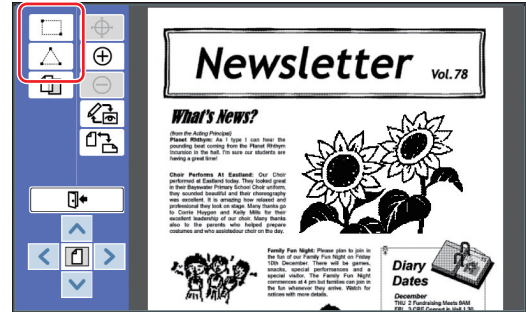 Newsletter Vol. 78
What's News?
(from the Acting Principal)
Planet Rhthym: As I type I can hear the
pounding beat coming from the Planet Rhthym
Incursion in the hall. I'm sure our students are
having a great time!
Choir Performs At Eastland: Our Choir
performed at Eastland today. They looked great
in their Bayswater Primary School Choir uniform,
they sounded beautiful and their choreography
was excellent. It is amazing how relaxed and
professional they look on stage. Many thanks go
to Corrie Huygen and Kelly Mills for their
excellent leadership of our choir. Many thanks
also to the parents who helped prepare
costumes and who assisted our choir on the day.
Family Fun Night: Please plan to join in
the fun of our Family Fun Night on Friday
10th December. There will be games,
snacks, special performances and a
special visitor. The Family Fun Night
commences at 4 pm but families can join in
the fun whenever they arrive. Watch for
notices with more details.
Diary
Dates
December
THU 2 Fundraising Meets 9AM